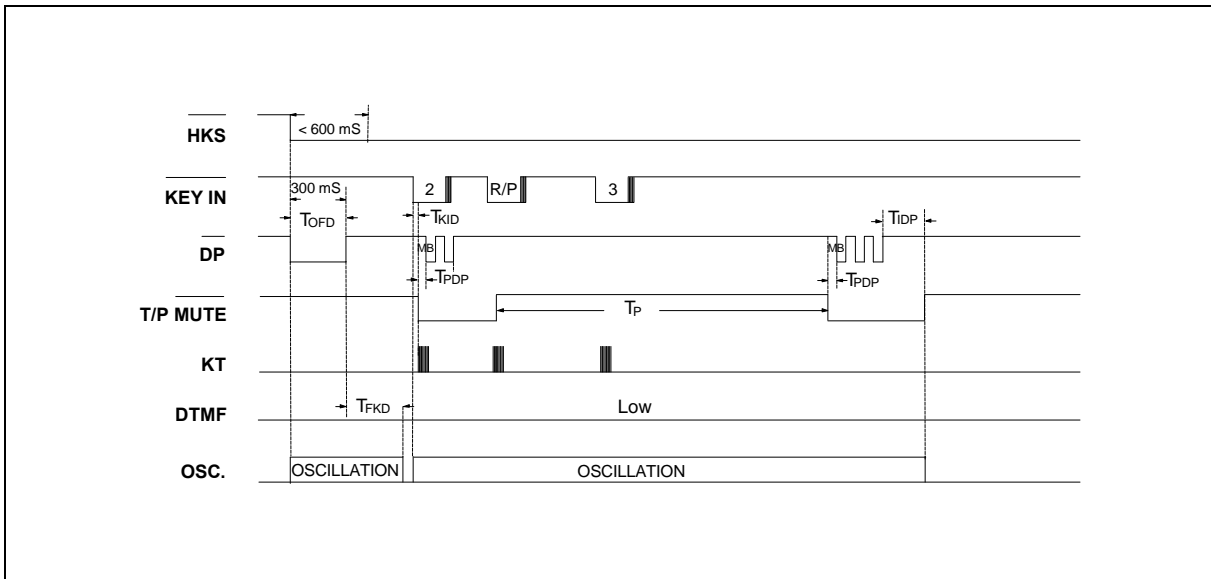 < 600 mS
HKS
2 R/P 3
300 mS
KEY IN
TOFD TKID TIDP
DP MB MB
TPDP TPDP
T/P MUTE TP
KT
TFKD Low
DTMF
OSC. OSCILLATION OSCILLATION